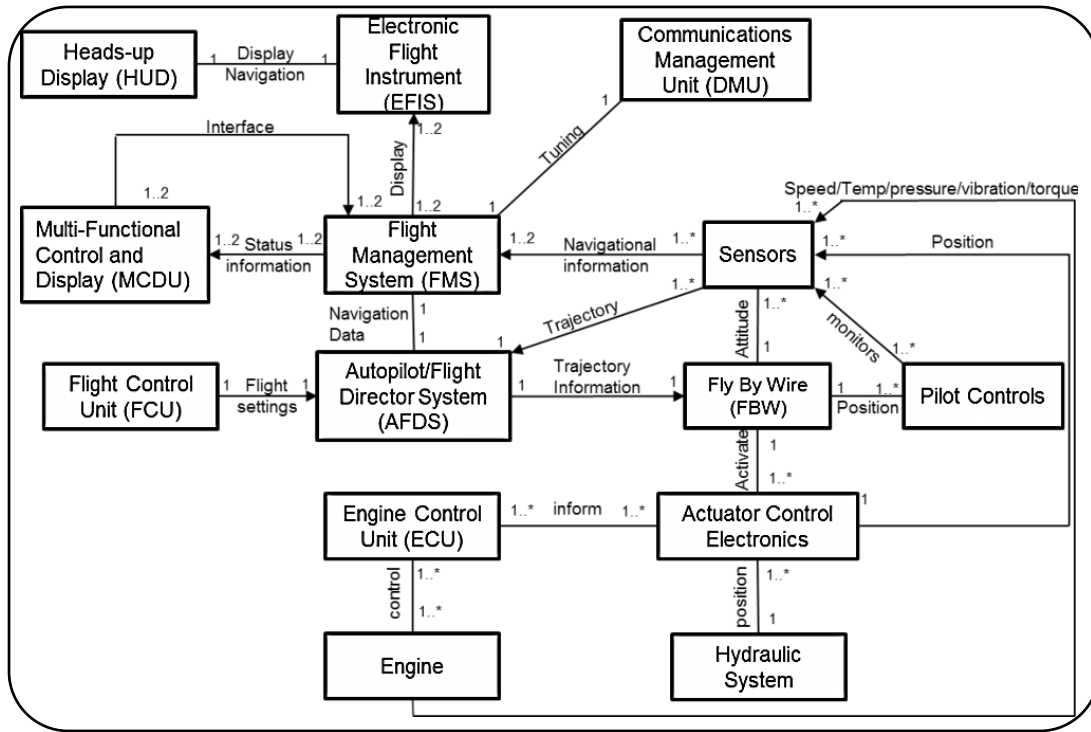 Heads-up
Display (HUD)
1
Display
Navigation
1
Electronic
Flight
Instrument
(EFIS)
Communications
Management
Unit (DMU)
1
Tuning
1
Interface
1..2
1..2
1..2
Display
1..2
Multi-Functional
Control and
Display (MCDU)
1..2
Status
information
1..2
Flight
Management
System (FMS)
1..2
Navigational
information
1..*
Sensors
Speed/Temp/pressure/vibration/torque
1..*
1..*
Position
1..*
monitors
1..*
1..*
Trajectory
1
1..*
Attitude
1
Navigation
Data
1
1
Flight Control
Unit (FCU)
1
Flight
settings
1
Autopilot/Flight
Director System
(AFDS)
1
Trajectory
Information
1
Fly By Wire
(FBW)
1
Position
1..*
Pilot Controls
1
Activate
1..*
Engine Control
Unit (ECU)
1..*
inform
1..*
Actuator Control
Electronics
1
1..*
control
1..*
1..*
position
1
Engine
Hydraulic
System